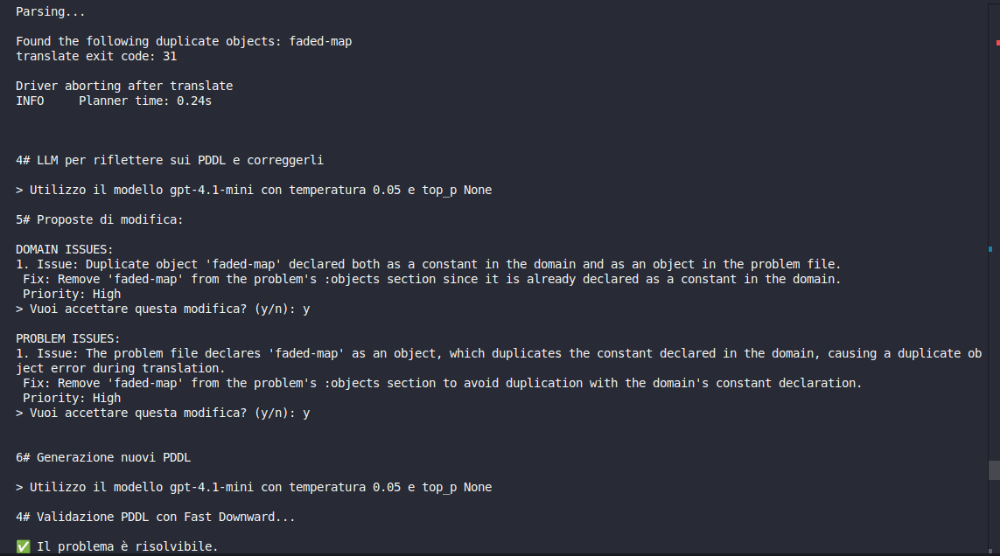 Parsing...
Found the following duplicate objects: faded-map
translate exit code: 31
Driver aborting after translate
INFO     Planner time: 0.24s
4# LLM per riflettere sui PDDL e correggerli
> Utilizzo il modello gpt-4.1-mini con temperatura 0.05 e top_p None
5# Proposte di modifica:
DOMAIN ISSUES:
1. Issue: Duplicate object 'faded-map' declared both as a constant in the domain and as an object in the problem file.
 Fix: Remove 'faded-map' from the problem's :objects section since it is already declared as a constant in the domain.
 Priority: High
> Vuoi accettare questa modifica? (y/n): y
PROBLEM ISSUES:
1. Issue: The problem file declares 'faded-map' as an object, which duplicates the constant declared in the domain, causing a duplicate ob
ject error during translation.
 Fix: Remove 'faded-map' from the problem's :objects section to avoid duplication with the domain's constant declaration.
 Priority: High
> Vuoi accettare questa modifica? (y/n): y
6# Generazione nuovi PDDL
> Utilizzo il modello gpt-4.1-mini con temperatura 0.05 e top_p None
4# Validazione PDDL con Fast Downward...
✅ Il problema è risolvibile.